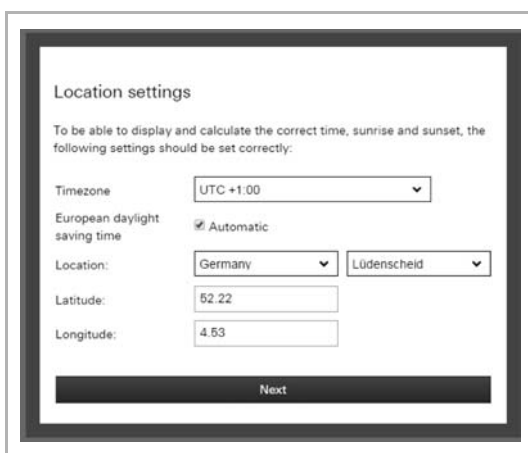 Location settings
To be able to display and calculate the correct time, sunrise and sunset, the
following settings should be set correctly:
Timezone UTC +1:00
European daylight
saving time Automatic
Location: Germany Lüdenscheid
Latitude: 52.22
Longitude: 4.53
Next